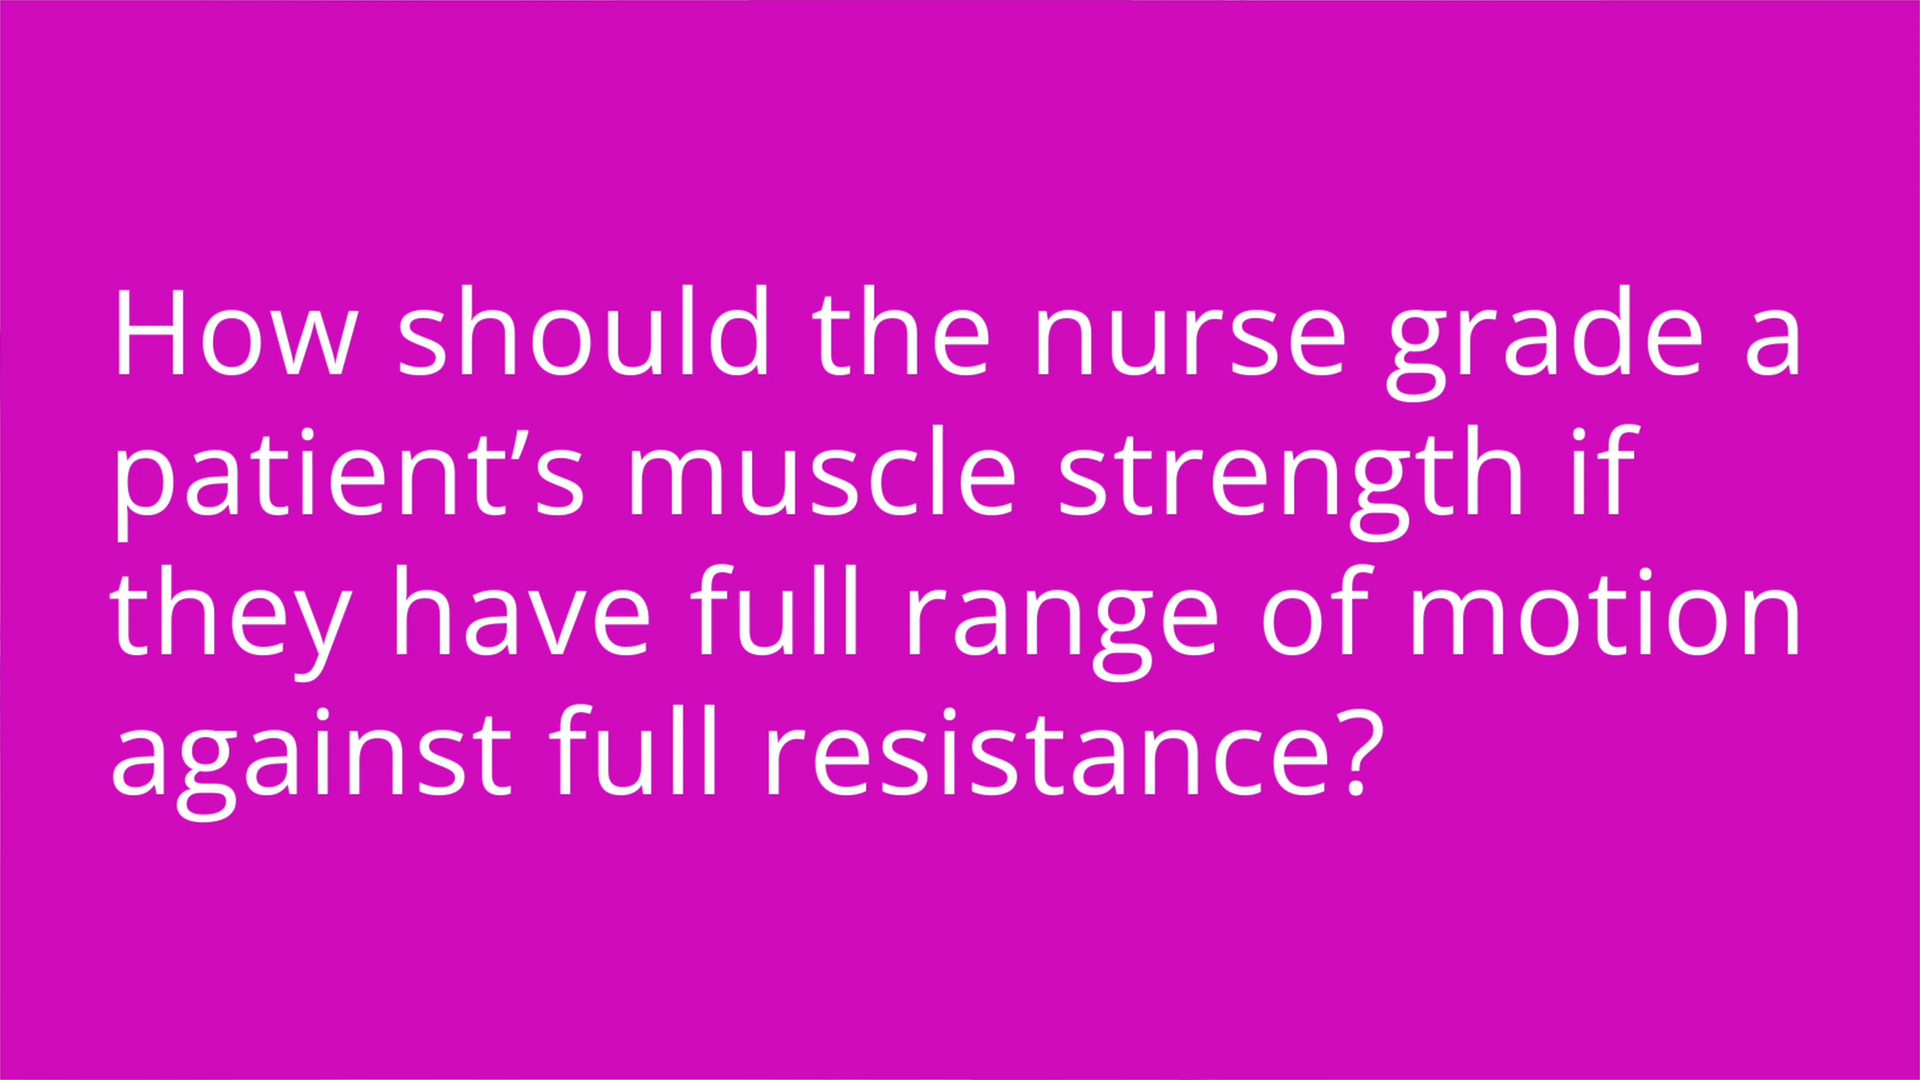 How should the nurse grade a
patient’s muscle strength if
they have full range of motion
against full resistance?